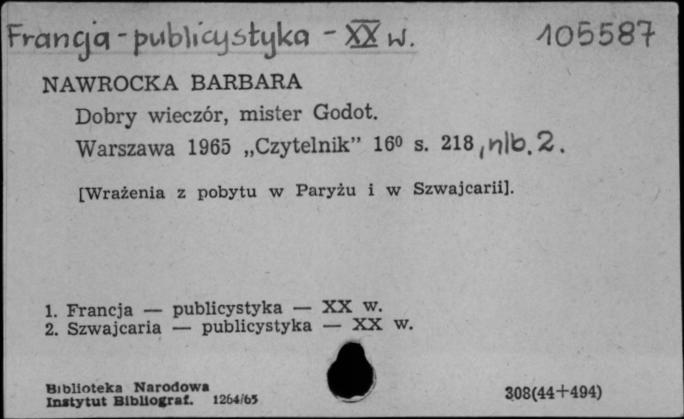 Francja - publicystyka - XX w. 105587
NAWROCKA BARBARA
Dobry wieczór, mister Godot.
Warszawa 1965 „Czytelnik” 16⁰ s. 218, nlb. 2.
[Wrażenia z pobytu w Paryżu i w Szwajcarii].
1. Francja — publicystyka — XX w.
2. Szwajcaria — publicystyka — XX w.
Biblioteka Narodowa
Instytut Bibliograf. 1264/65 308(44+494)